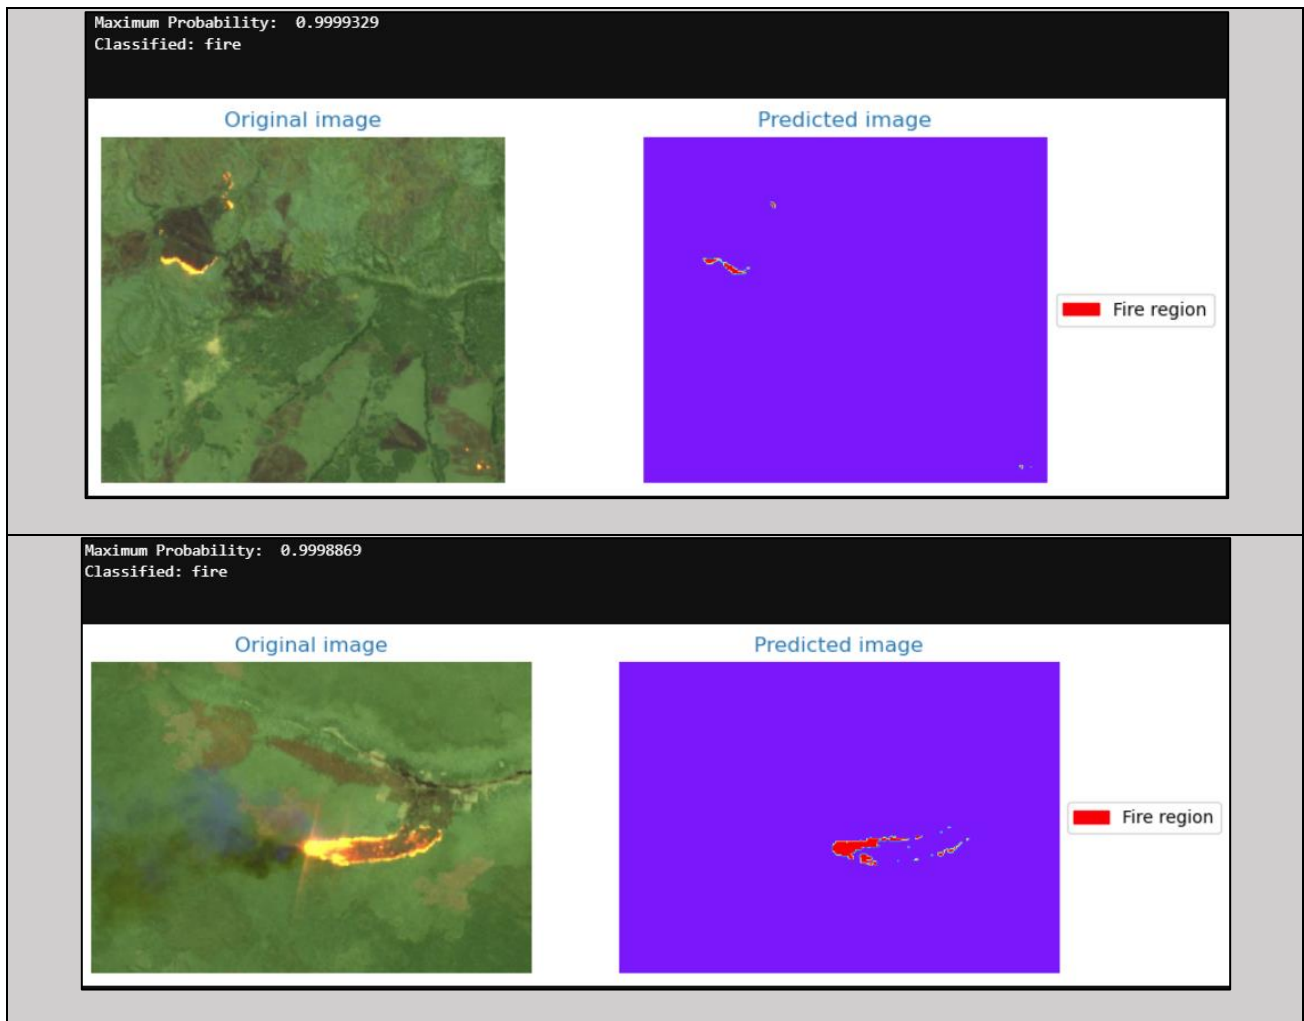 Maximum Probability:  0.9999329
Classified: fire
Original image
Predicted image
Fire region
Maximum Probability:  0.9998869
Classified: fire
Original image
Predicted image
Fire region